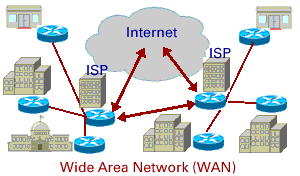 Internet
ISP
ISP
Wide Area Network (WAN)